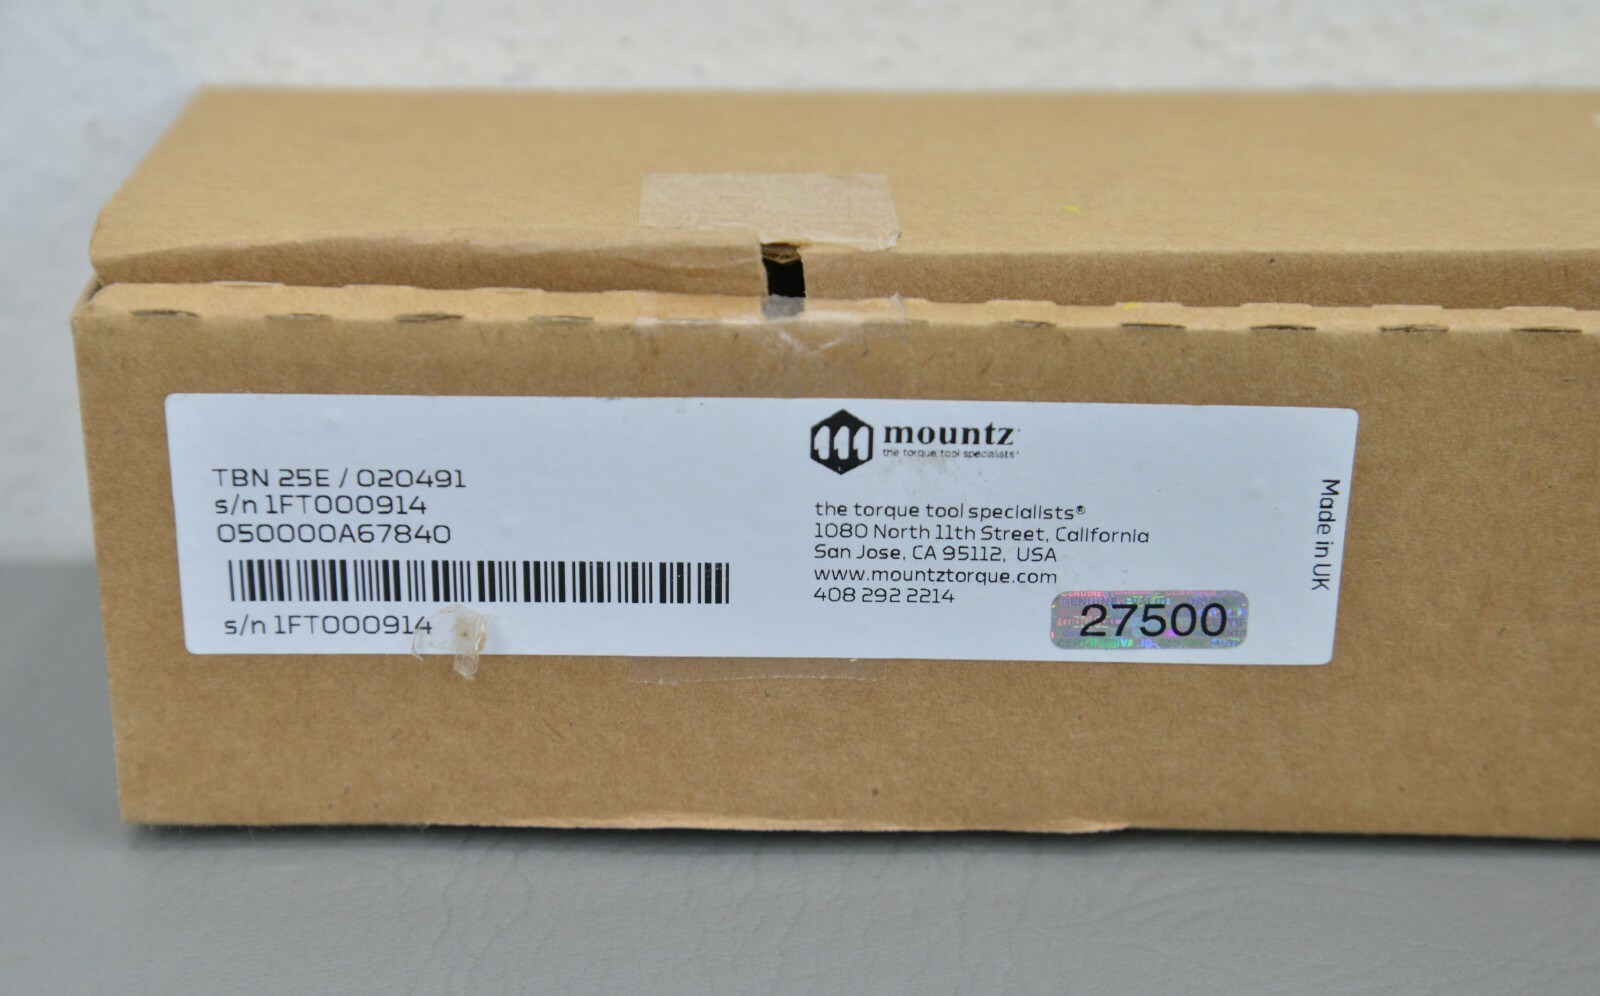 TBN 25E / 020491
s/n 1FT000914
050000A67840
s/n 1FT000914
mountz
the torque tool specialists
the torque tool specialists®
1080 North 11th Street, California
San Jose, CA 95112, USA
www.mountztorque.com
408 292 2214
27500
Made in UK